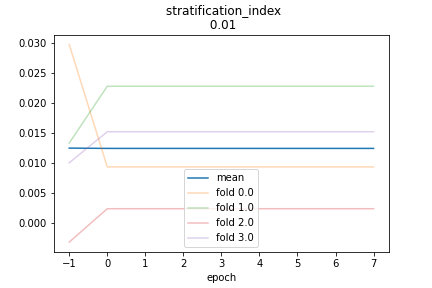 stratification_index
0.01
0.030
0.025
0.020
0.015
0.010
0.005
0.000
mean
fold 0.0
fold 1.0
fold 2.0
fold 3.0
−1 0 1 2 3 4 5 6 7
epoch